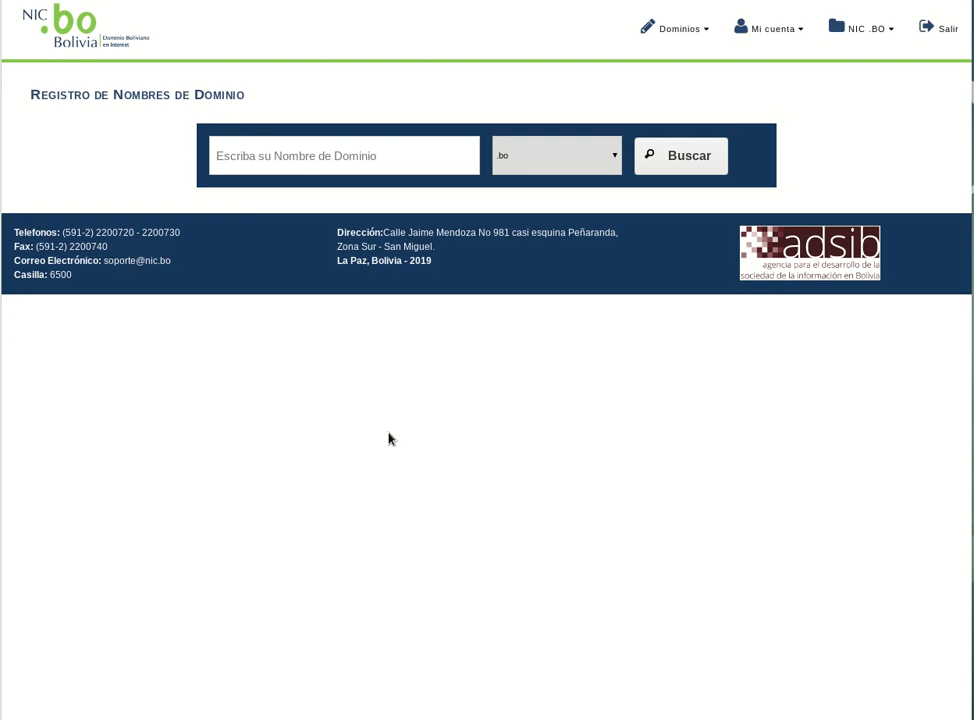 NIC .bo
Bolivia Dominio Boliviano
en Internet
Dominios Mi cuenta NIC .BO Salir
REGISTRO DE NOMBRES DE DOMINIO
Escriba su Nombre de Dominio .bo Buscar
Telefonos: (591-2) 2200720 - 2200730
Fax: (591-2) 2200740
Correo Electrónico: soporte@nic.bo
Casilla: 6500
Dirección:Calle Jaime Mendoza No 981 casi esquina Peñaranda,
Zona Sur - San Miguel.
La Paz, Bolivia - 2019
adsib
agencia para el desarrollo de la
sociedad de la información en Bolivia